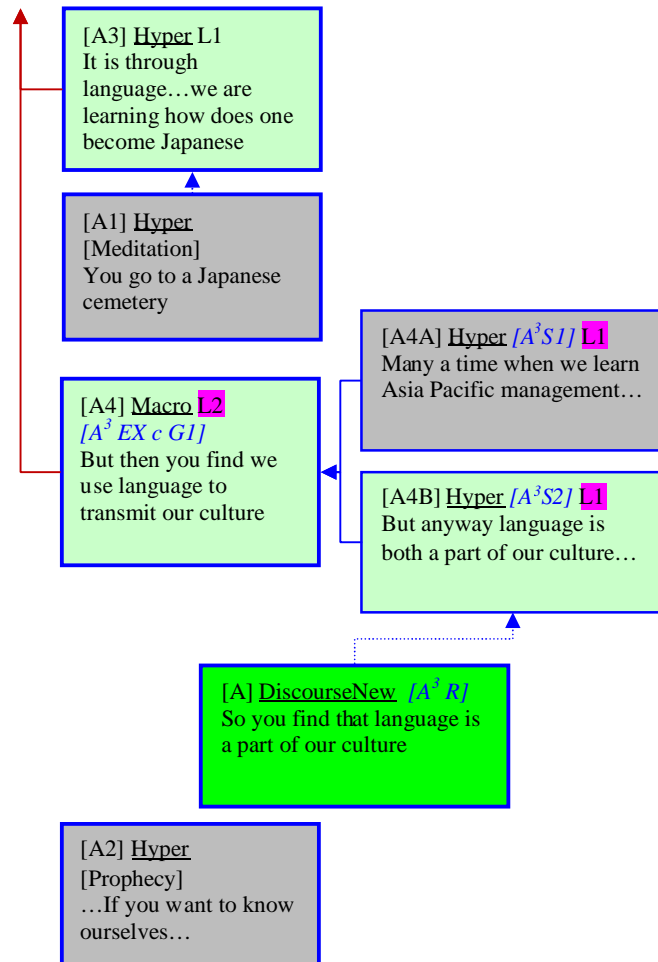 [A3] Hyper L1
It is through
language…we are
learning how does one
become Japanese
[A1] Hyper
[Meditation]
You go to a Japanese
cemetery
[A4A] Hyper [A³S1] L1
Many a time when we learn
Asia Pacific management…
[A4] Macro L2
[A³ EX c G1]
But then you find we
use language to
transmit our culture
[A4B] Hyper [A³S2] L1
But anyway language is
both a part of our culture…
[A] DiscourseNew [A³ R]
So you find that language is
a part of our culture
[A2] Hyper
[Prophecy]
…If you want to know
ourselves…